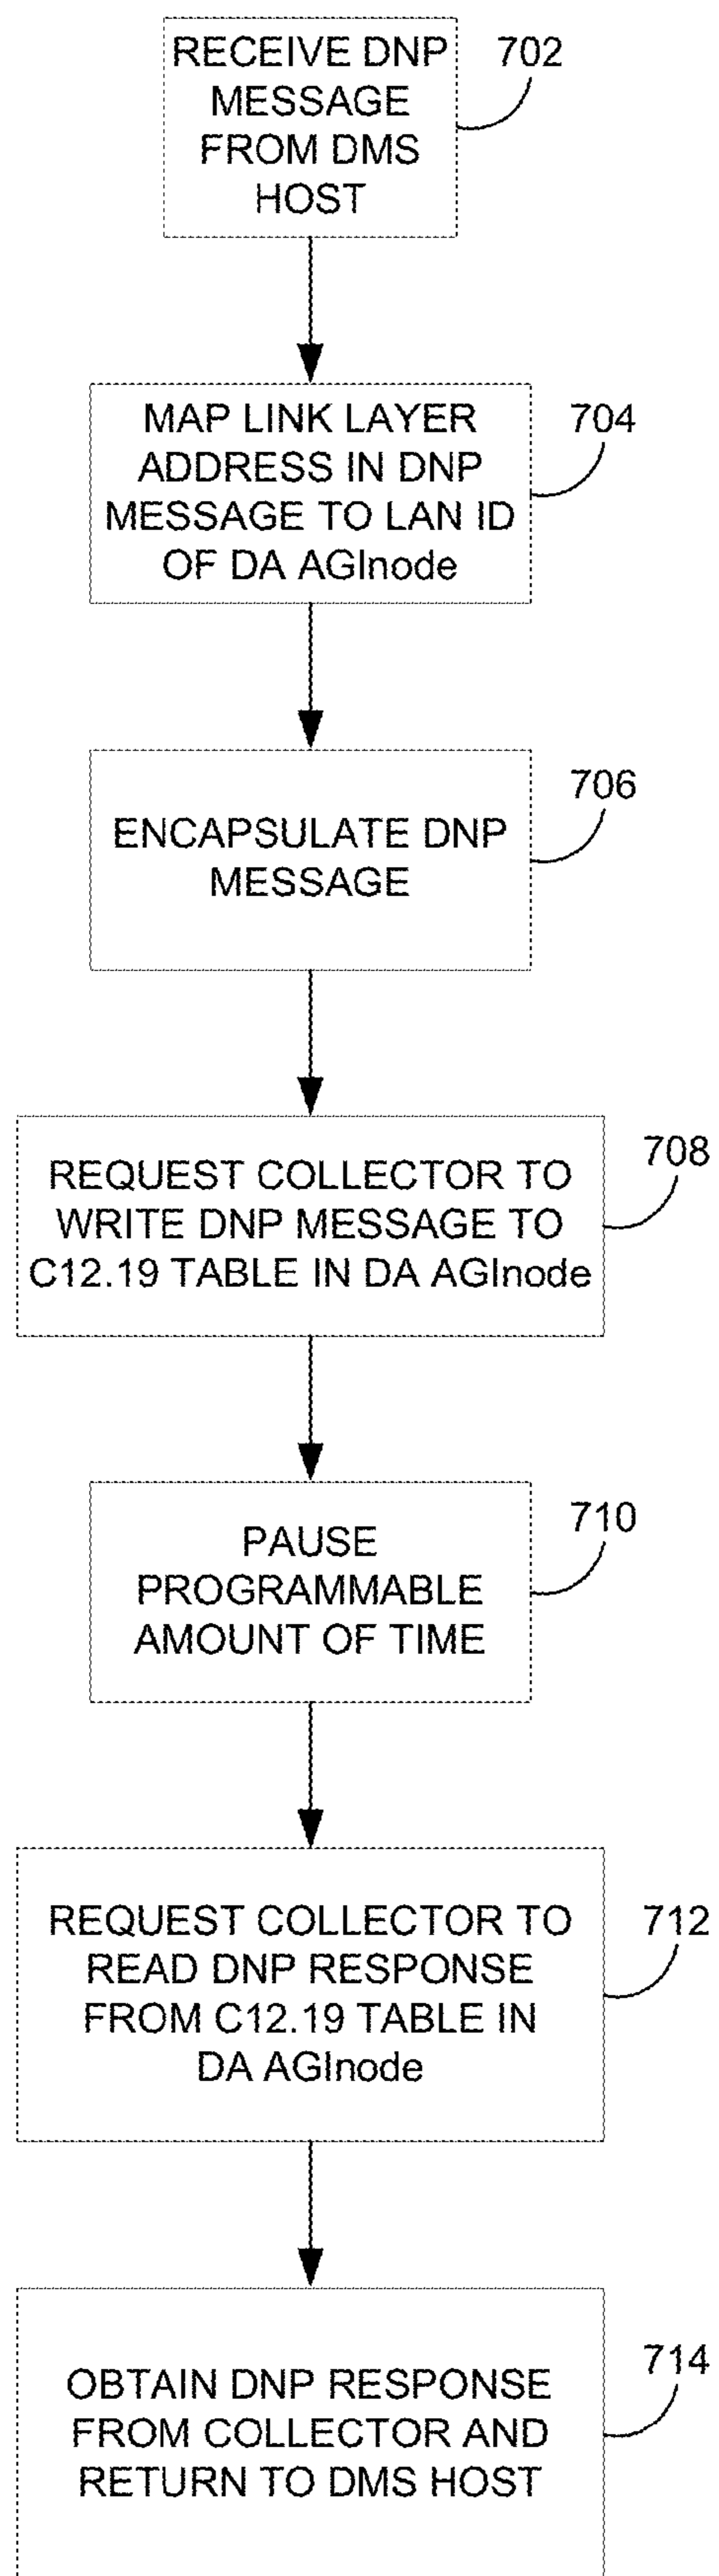 RECEIVE DNP
MESSAGE
FROM DMS
HOST
702
MAP LINK LAYER
ADDRESS IN DNP
MESSAGE TO LAN ID
OF DA AGInode
704
ENCAPSULATE DNP
MESSAGE
706
REQUEST COLLECTOR TO
WRITE DNP MESSAGE TO
C12.19 TABLE IN DA AGInode
708
PAUSE
PROGRAMMABLE
AMOUNT OF TIME
710
REQUEST COLLECTOR TO
READ DNP RESPONSE
FROM C12.19 TABLE IN
DA AGInode
712
OBTAIN DNP RESPONSE
FROM COLLECTOR AND
RETURN TO DMS HOST
714